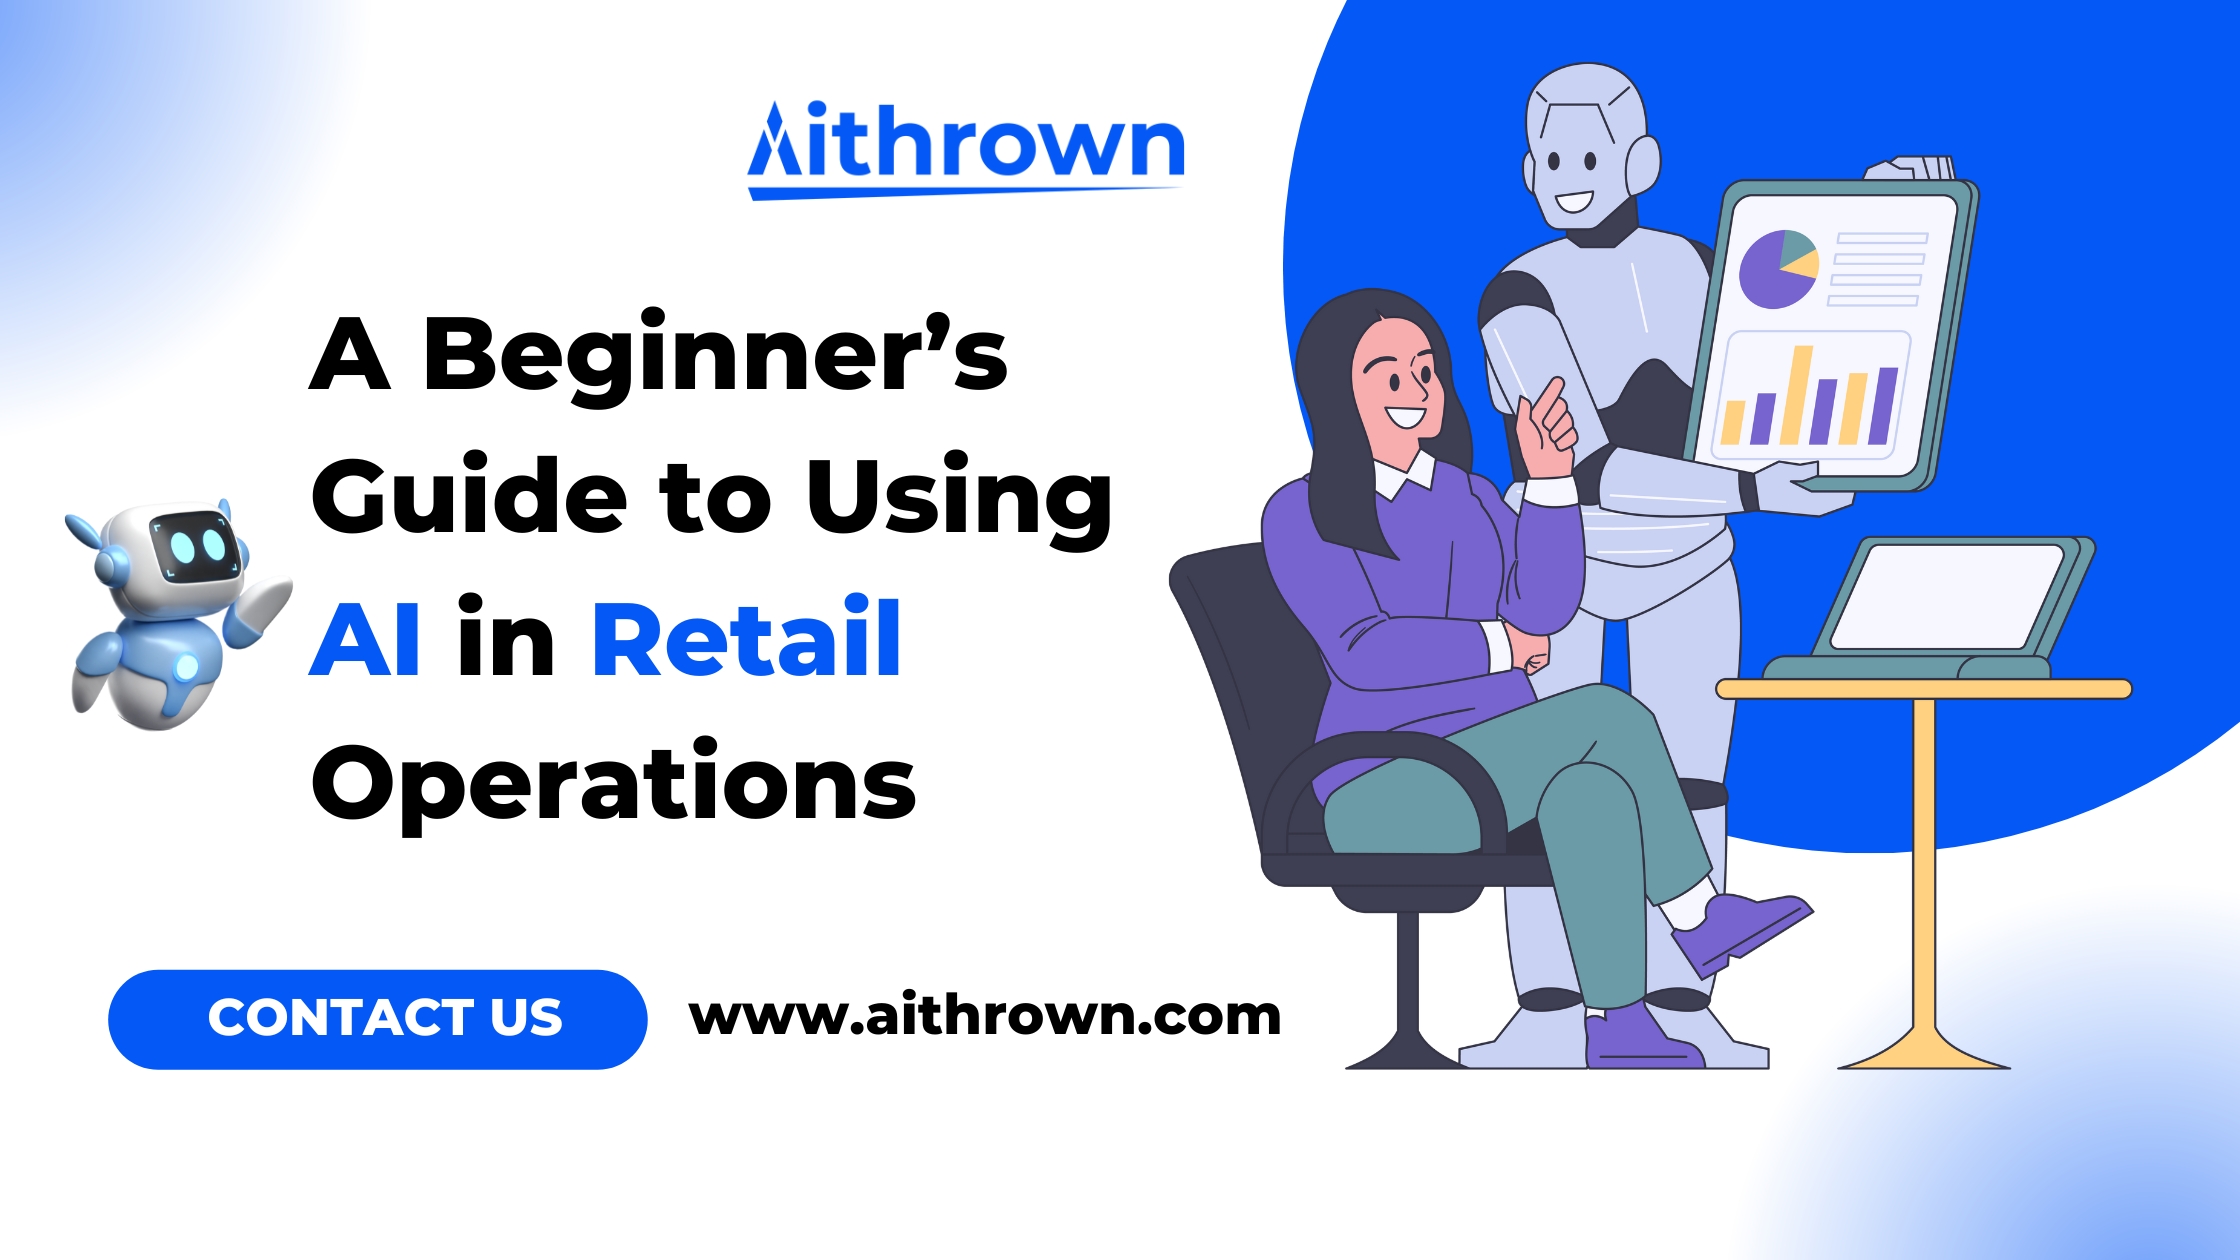 Aithrown
A Beginner’s
Guide to Using
AI in Retail
Operations
CONTACT US
www.aithrown.com